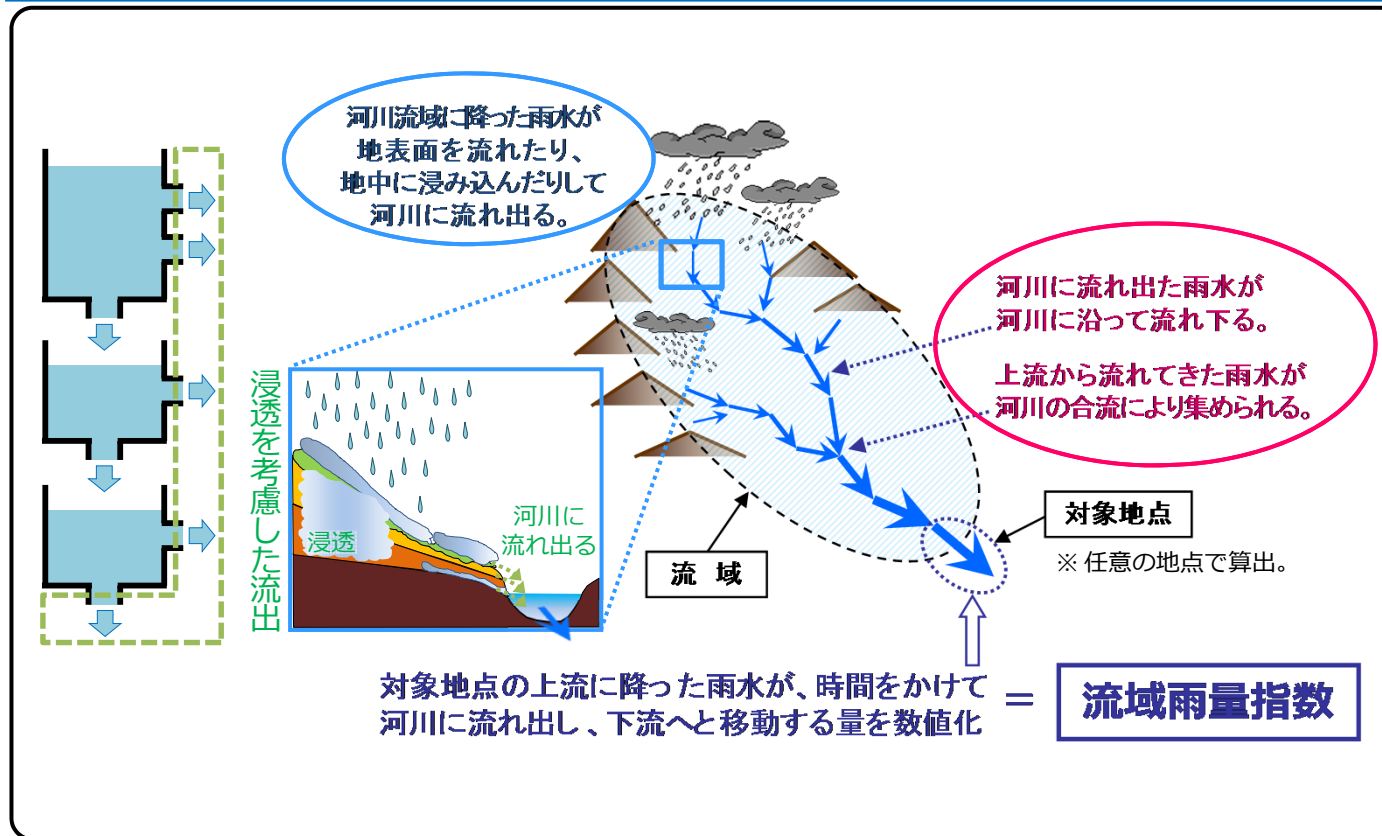 河川流域に降った雨水が
地表面を流れたり、
地中に浸み込んだりして
河川に流れ出る。
河川に流れ出た雨水が
河川に沿って流れ下る。
上流から流れてきた雨水が
河川の合流により集められる。
浸透を考慮した流出
浸透
河川に
流れ出る
流 域
対象地点
※ 任意の地点で算出。
対象地点の上流に降った雨水が、時間をかけて
河川に流れ出し、下流へと移動する量を数値化
＝
流域雨量指数